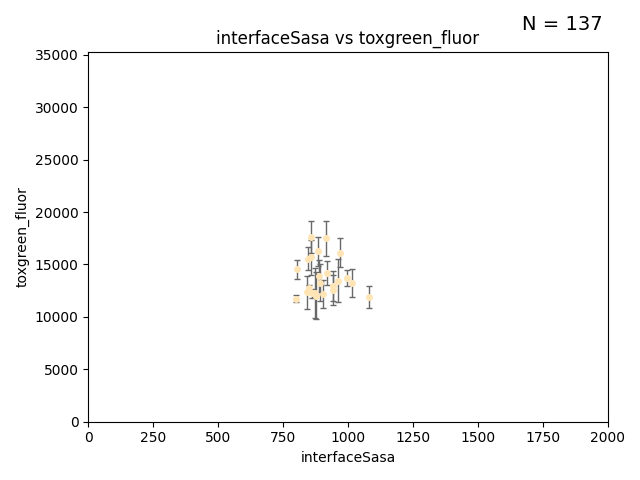 N = 137
interfaceSasa vs toxgreen_fluor
35000
30000
25000
20000
15000
10000
5000
0
toxgreen_fluor
0 250 500 750 1000 1250 1500 1750 2000
interfaceSasa